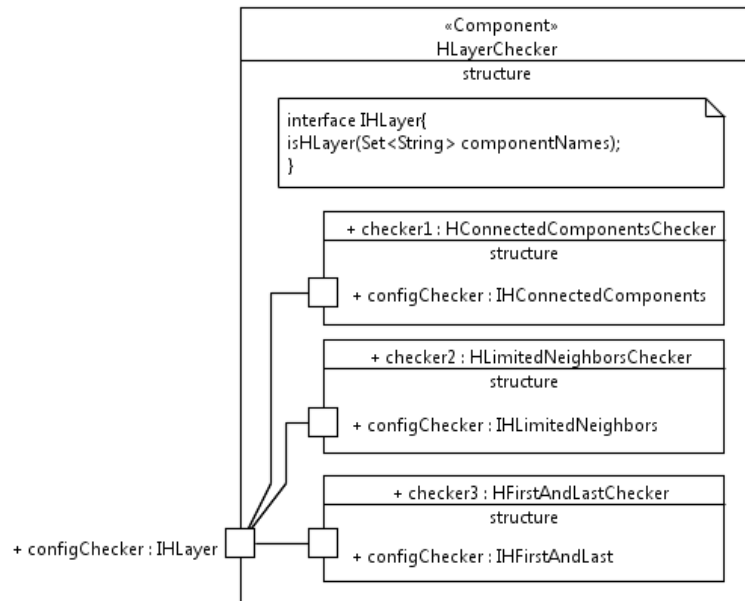 «Component»
HLayerChecker
structure
interface IHLayer{
isHLayer(Set<String> componentNames);
}
+ checker1 : HConnectedComponentsChecker
structure
+ configChecker : IHConnectedComponents
+ checker2 : HLimitedNeighborsChecker
structure
+ configChecker : IHLimitedNeighbors
+ checker3 : HFirstAndLastChecker
structure
+ configChecker : IHLayer
+ configChecker : IHFirstAndLast